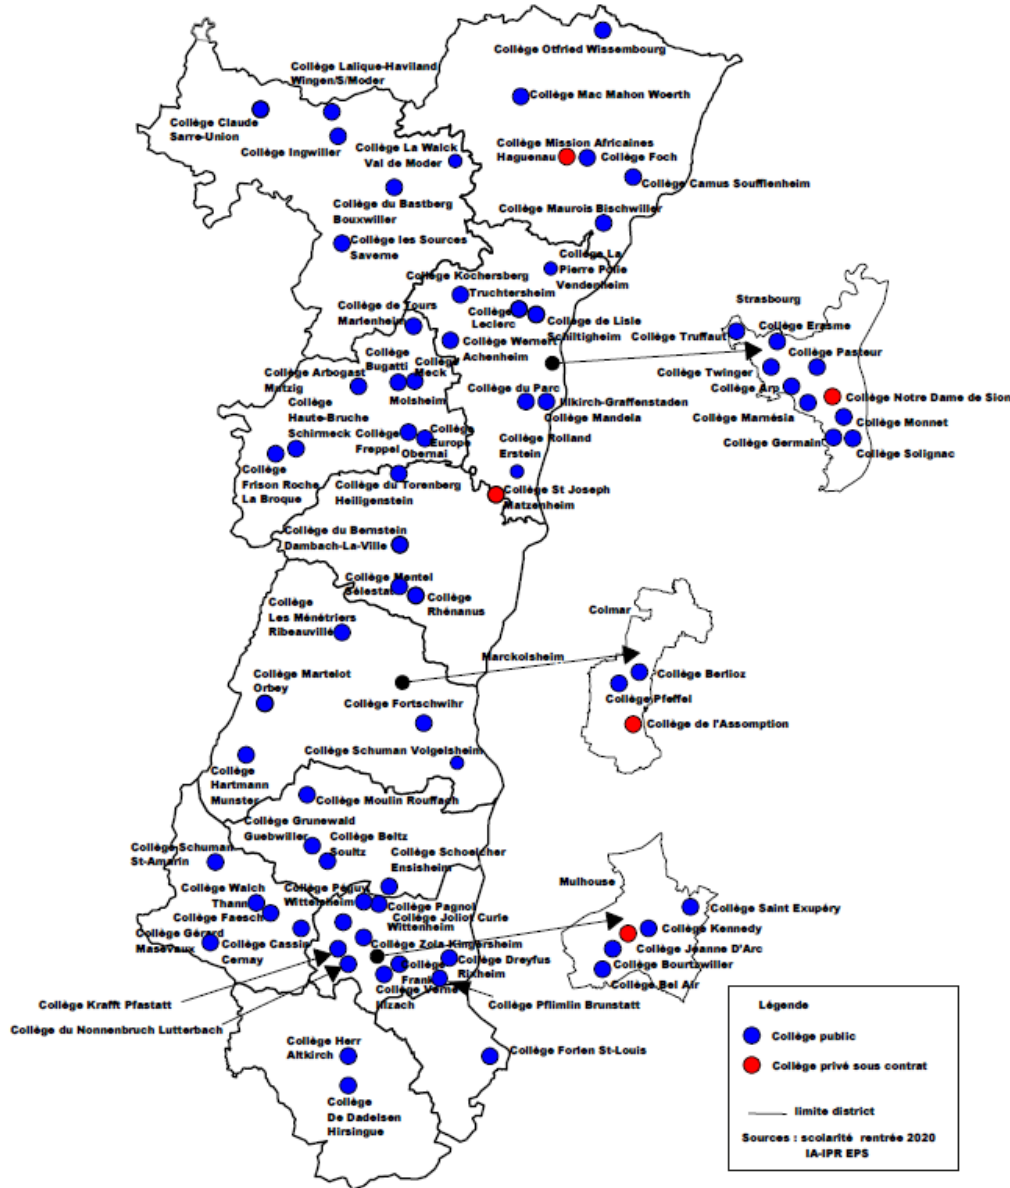 Collège Otfried Wissembourg
Collège Lalique-Haviland
Wingen/S/Moder
Collège Mac Mahon Woerth
Collège Claude
Sarre-Union
Collège Ingwiller
Collège La Walck
Val de Moder
Collège Mission Africaines
Haguenau
Collège Foch
Collège Camus Soufflenheim
Collège du Bastberg
Bouxwiller
Collège Maurois Bischwiller
Collège les Sources
Saverne
Collège La
Pierre Polie
Vendenheim
Collège Kochersberg
Truchtersheim
Collège de Tours
Marlenheim
Collège
Leclerc
Collège de Lisle
Schiltigheim
Collège Wernert
Achenheim
Strasbourg
Collège Truffaut
Collège Erasme
Collège Pasteur
Collège Twinger
Collège Arp
Collège Notre Dame de Sion
Collège Marnésia
Collège Monnet
Collège Germain
Collège Solignac
Collège
Bugatti
Collège
Meck
Molsheim
Collège Arbogast
Mutzig
Collège du Parc
Illkirch-Graffenstaden
Collège Mandela
Collège
Haute-Bruche
Schirmeck
Collège
Freppel
Collège
Europe
Obernai
Collège Rolland
Erstein
Collège
Frison Roche
La Broque
Collège du Torenberg
Heiligenstein
Collège St Joseph
Matzenheim
Collège du Bernstein
Dambach-La-Ville
Collège Mentel
Sélestat
Collège
Rhénanus
Collège
Les Ménétriers
Ribeauvillé
Marckolsheim
Colmar
Collège Berlioz
Collège Pfeffel
Collège de l'Assomption
Collège Martelot
Orbey
Collège Fortschwihr
Collège Schuman Volgelsheim
Collège
Hartmann
Munster
Collège Moulin Rouffach
Collège Grunewald
Guebwiller
Collège Beltz
Soultz
Collège Schuman
St-Amarin
Collège Schoelcher
Ensisheim
Collège Walch
Thann
Collège Péguy
Wittelsheim
Collège Pagnol
Wittenheim
Collège Faesch
Collège Joliot Curie
Collège Gérard
Masevaux
Collège Cassin
Cernay
Collège Zola Kingersheim
Collège
Frank
Collège Dreyfus
Rixheim
Collège Verne
Illzach
Collège Krafft Pfastatt
Collège du Nonnenbruch Lutterbach
Collège Pflimlin Brunstatt
Mulhouse
Collège Saint Exupéry
Collège Kennedy
Collège Jeanne D'Arc
Collège Bourtzwiller
Collège Bel Air
Collège Herr
Altkirch
Collège Forlen St-Louis
Collège
De Dadelsen
Hirsingue
Légende
Collège public
Collège privé sous contrat
limite district
Sources : scolarité rentrée 2020
IA-IPR EPS